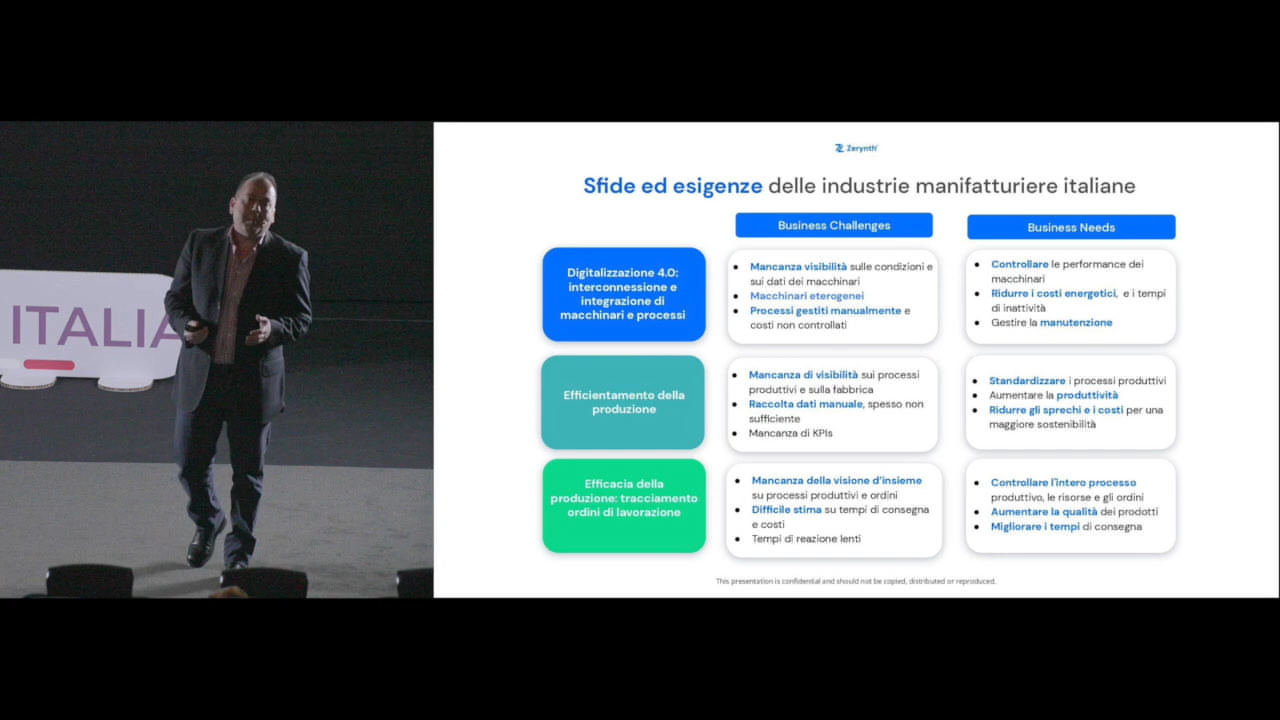 ITALIA
Zerynth
Sfide ed esigenze delle industrie manifatturiere italiane
Business Challenges
Business Needs
Digitalizzazione 4.0:
interconnessione e
integrazione di
macchinari e processi
Mancanza visibilità sulle condizioni e
sui dati dei macchinari
Macchinari eterogenei
Processi gestiti manualmente e
costi non controllati
Controllare le performance dei
macchinari
Ridurre i costi energetici, e i tempi
di inattività
Gestire la manutenzione
Efficientamento della
produzione
Mancanza di visibilità sui processi
produttivi e sulla fabbrica
Raccolta dati manuale, spesso non
sufficiente
Mancanza di KPIs
Standardizzare i processi produttivi
Aumentare la produttività
Ridurre gli sprechi e i costi per una
maggiore sostenibilità
Efficacia della
produzione: tracciamento
ordini di lavorazione
Mancanza della visione d'insieme
su processi produttivi e ordini
Difficile stima su tempi di consegna
e costi
Tempi di reazione lenti
Controllare l'intero processo
produttivo, le risorse e gli ordini
Aumentare la qualità dei prodotti
Migliorare i tempi di consegna
This presentation is confidential and should not be copied, distributed or reproduced.